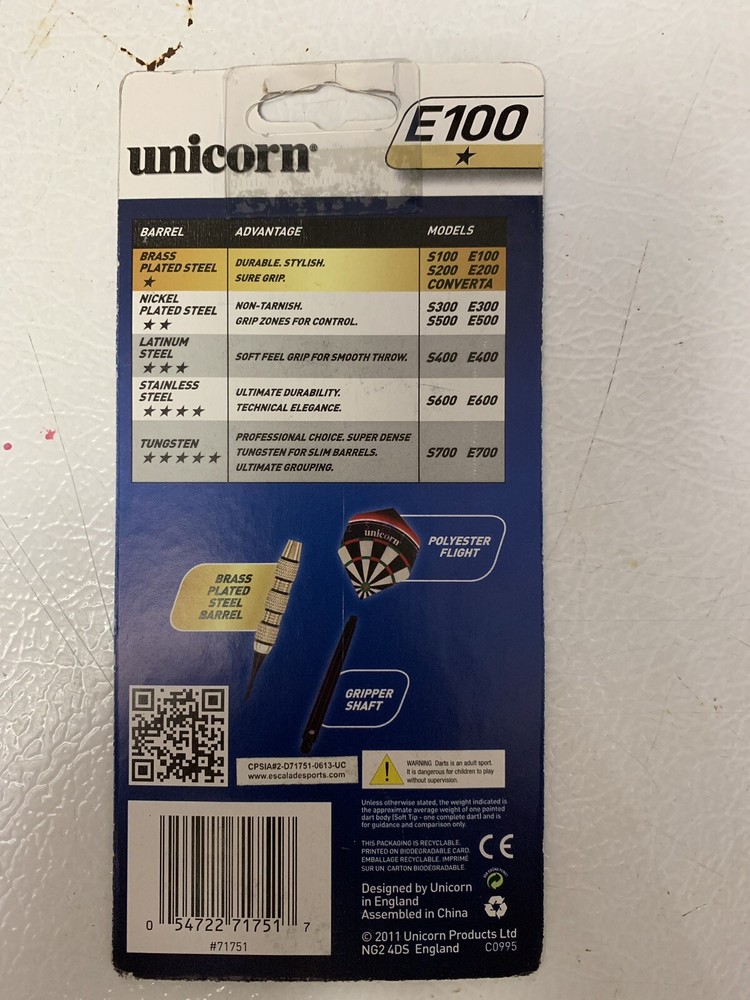 unicorn®
E100
★
BARREL ADVANTAGE MODELS
BRASS
PLATED STEEL
★
DURABLE. STYLISH.
SURE GRIP.
S100 E100
S200 E200
CONVERTA
NICKEL
PLATED STEEL
★ ★
NON-TARNISH.
GRIP ZONES FOR CONTROL.
S300 E300
S500 E500
LATINUM
STEEL
★ ★ ★
SOFT FEEL GRIP FOR SMOOTH THROW.
S400 E400
STAINLESS
STEEL
★ ★ ★ ★
ULTIMATE DURABILITY.
TECHNICAL ELEGANCE.
S600 E600
TUNGSTEN
★ ★ ★ ★ ★
PROFESSIONAL CHOICE. SUPER DENSE
TUNGSTEN FOR SLIM BARRELS.
ULTIMATE GROUPING.
S700 E700
unicorn
POLYESTER
FLIGHT
BRASS
PLATED
STEEL
BARREL
GRIPPER
SHAFT
CPSIA#2-D71751-0613-UC
www.escaladesports.com
WARNING Darts is an adult sport.
It is dangerous for children to play
without supervision.
Unless otherwise stated, the weight indicated is
the approximate average weight of one pointed
dart body (Soft Tip - one complete dart) and is
for guidance and comparison only.
THIS PACKAGING IS RECYCLABLE.
PRINTED ON BIODEGRADABLE CARD.
EMBALLAGE RECYCLABLE. IMPRIMÉ
SUR UN CARTON BIODÉGRADABLE.
CE
Designed by Unicorn
in England
Assembled in China
© 2011 Unicorn Products Ltd
NG2 4DS England C0995
0 54722 71751 7
#71751